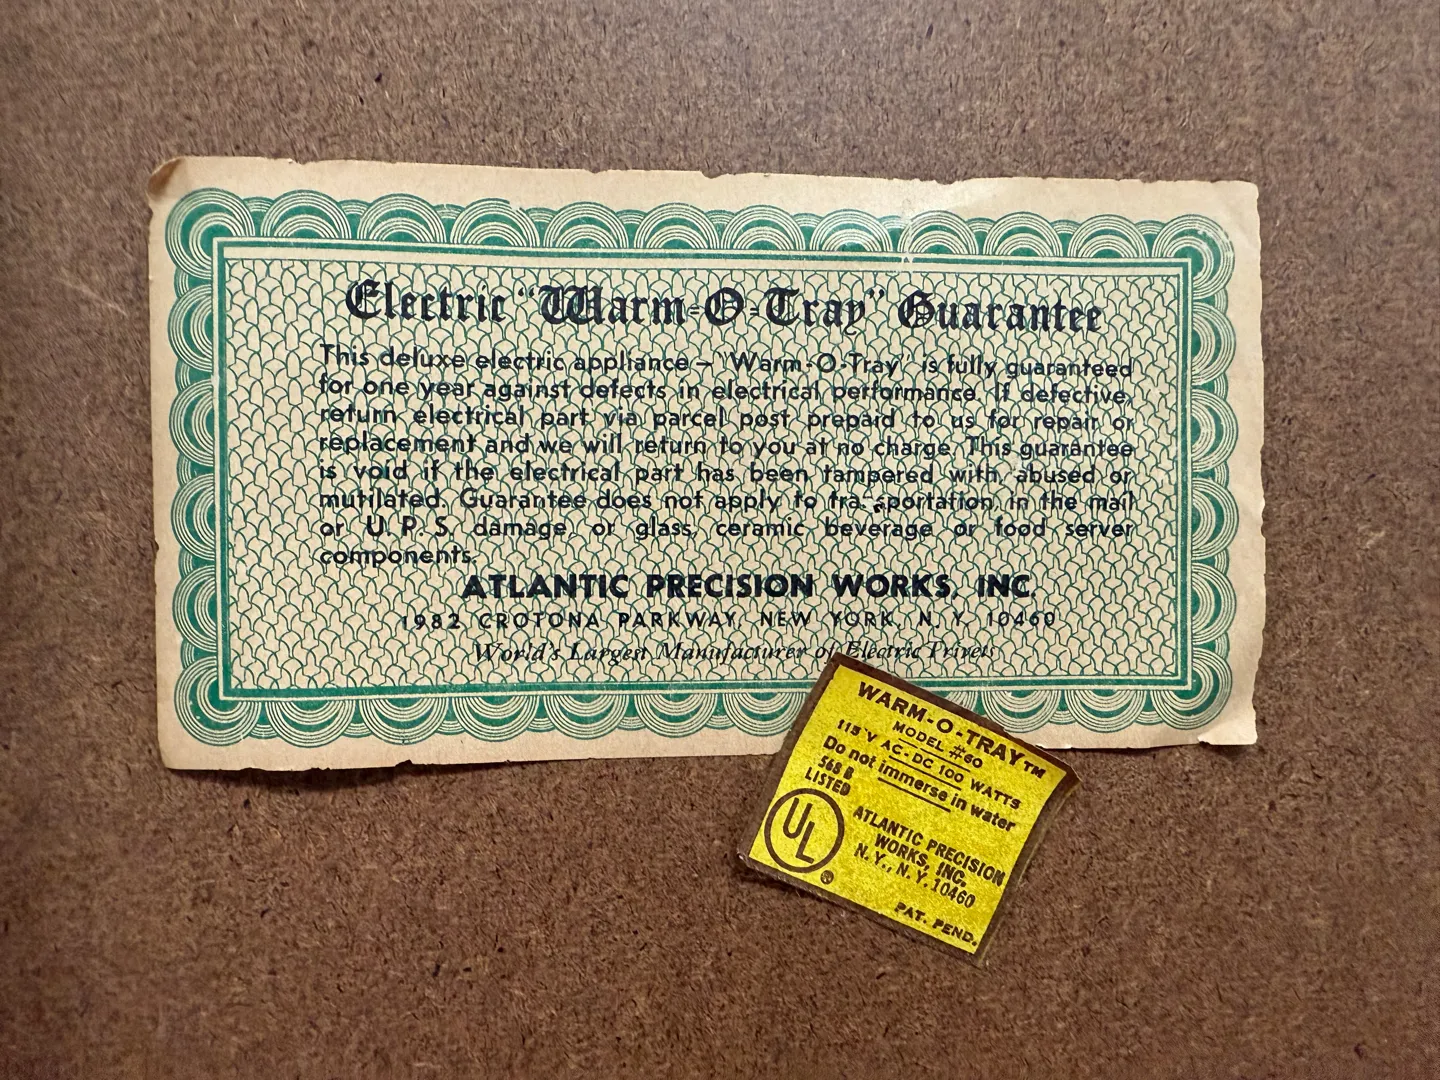 Electric "Warm-O-Tray" Guarantee
This deluxe electric appliance – "Warm-O-Tray" is fully guaranteed
for one year against defects in electrical performance. If defective,
return electrical part via parcel post prepaid to us for repair or
replacement and we will return to you at no charge. This guarantee
is void if the electrical part has been tampered with, abused or
mutilated. Guarantee does not apply to tra sportation in the mail
or U. P. S. damage or glass, ceramic beverage or food server
components.
ATLANTIC PRECISION WORKS, INC.
1982 CROTONA PARKWAY, NEW YORK, N. Y. 10460
World's Largest Manufacturer of Electric Trivets
WARM-O-TRAY™
MODEL #60
115 V AC-DC 100 WATTS
Do not immerse in water
568 B
LISTED
UL
®
ATLANTIC PRECISION
WORKS, INC.
N.Y., N.Y. 10460
PAT. PEND.